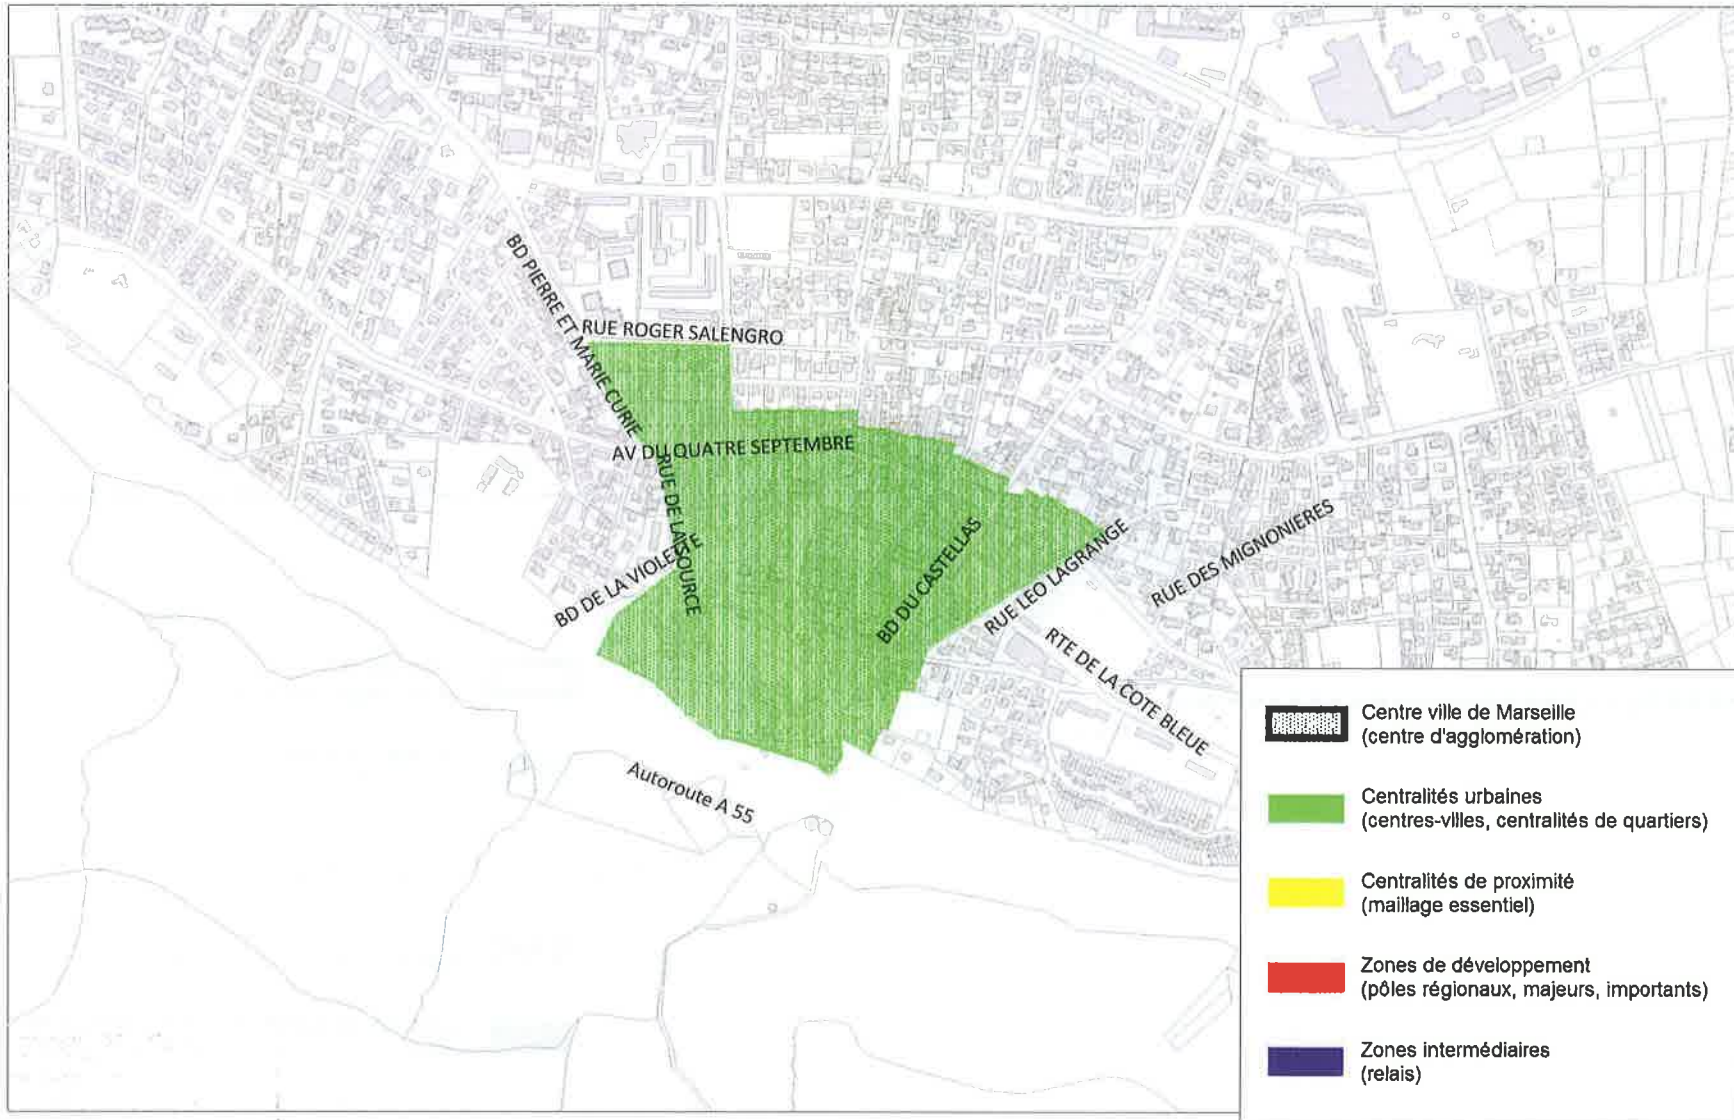 BD PIERRE ET MARIE CURIE
RUE ROGER SALENGRO
AV DU QUATRE SEPTEMBRE
RUE DE LA SOURCE
BD DE LA VIOLETTE
BD DU CASTELLAS
RUE LEO LAGRANGE
RUE DES MIGNONIERES
RTE DE LA COTE BLEUE
Autoroute A 55
Centre ville de Marseille
(centre d'agglomération)
Centralités urbaines
(centres-villes, centralités de quartiers)
Centralités de proximité
(maillage essentiel)
Zones de développement
(pôles régionaux, majeurs, importants)
Zones intermédiaires
(relais)